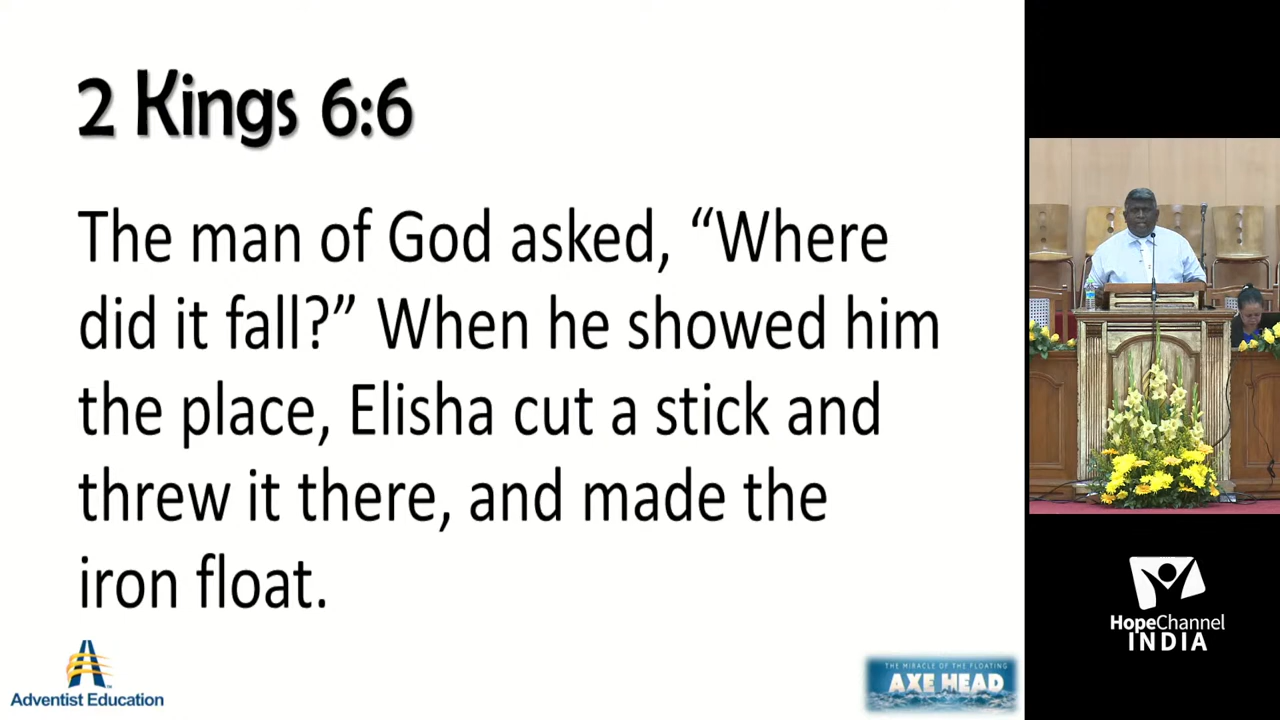 2 Kings 6:6
The man of God asked, “Where
did it fall?” When he showed him
the place, Elisha cut a stick and
threw it there, and made the
iron float.
Adventist Education
THE MIRACLE OF THE FLOATING
AXE HEAD
HopeChannel
INDIA